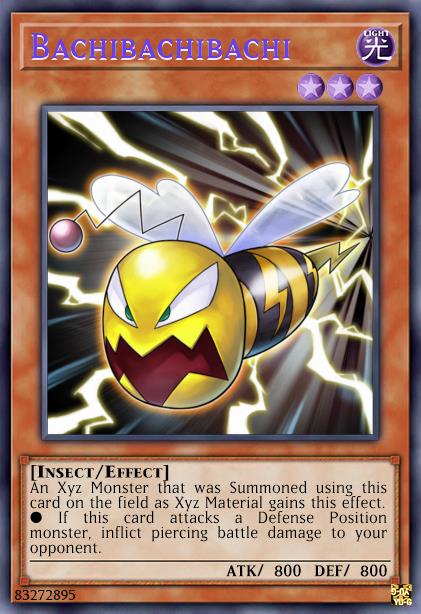 BACHIBACHIBACHI
LIGHT
光
[INSECT/EFFECT]
An Xyz Monster that was Summoned using this
card on the field as Xyz Material gains this effect.
● If this card attacks a Defense Position
monster, inflict piercing battle damage to your
opponent.
ATK/ 800 DEF/ 800
83272895